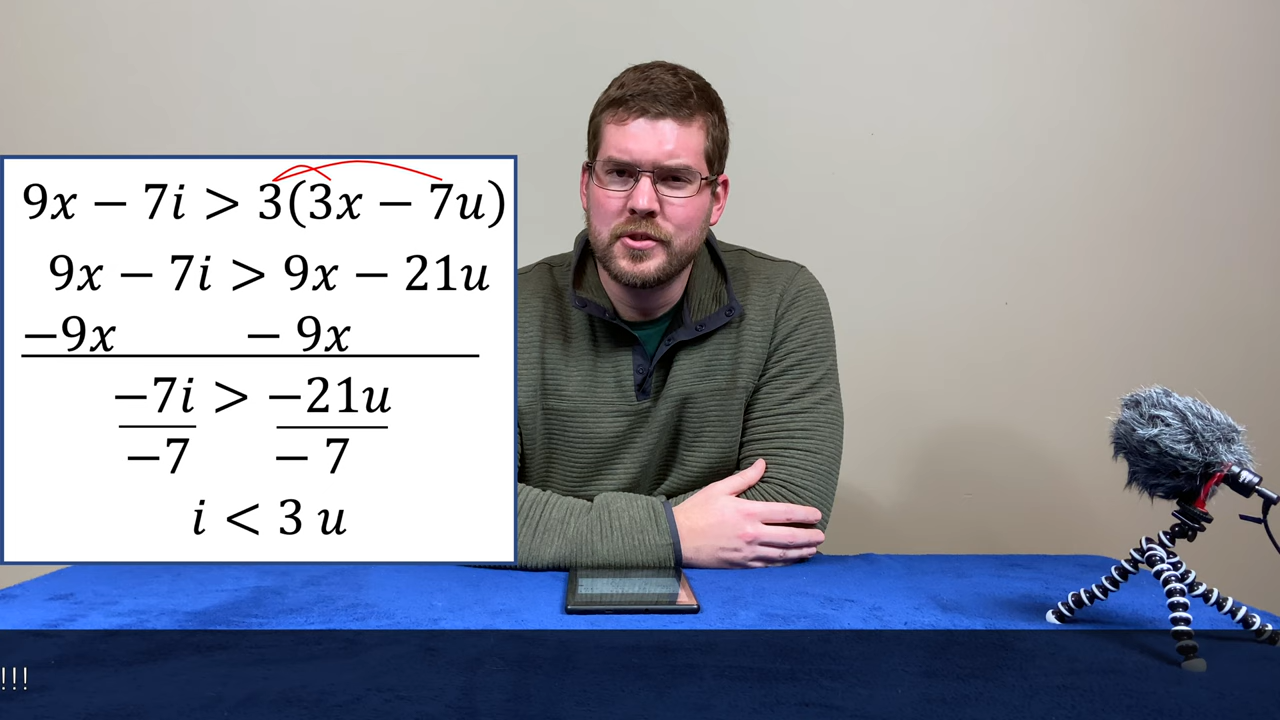 9x − 7i > 3(3x − 7u)
9x − 7i > 9x − 21u
−9x − 9x
−7i > −21u
−7 − 7
i < 3 u
!!!